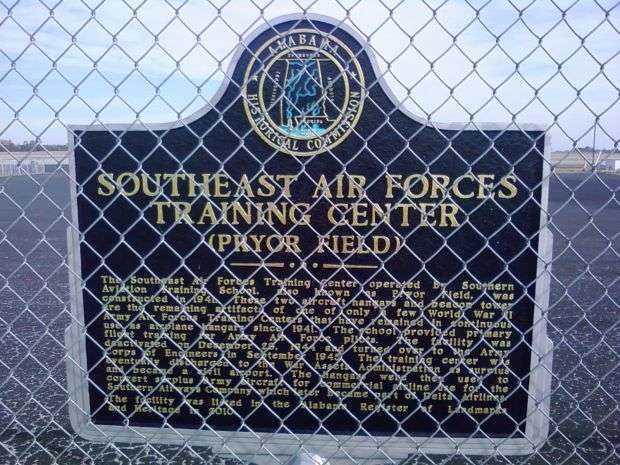 ALABAMA
HISTORICAL COMMISSION
SOUTHEAST AIR FORCES
TRAINING CENTER
(PRYOR FIELD)
The Southeast Air Forces Training Center operated by Southern
Aviation Training School, also known as Pryor Field, was
constructed in 1941. These two aircraft hangars and beacon tower
are the remaining artifact of one of only a few World War II
Army Air Forces Training Centers that have remained in continuous
use as airplane hangars since 1941. The school provided primary
flight training for Army Air Force pilots. The facility was
inactivated December 28, 1944 and turned over to the Army
Corps of Engineers in September 1945. The training center was
eventually discharged to the War Assets Administration as surplus
and became a civil airport. The hangars were then used to
convert surplus Army aircraft for commercial airline use for the
Southern Airways Company which later became part of Delta Airlines
The facility was listed in the Alabama Register of Landmarks
and Heritage in 2010